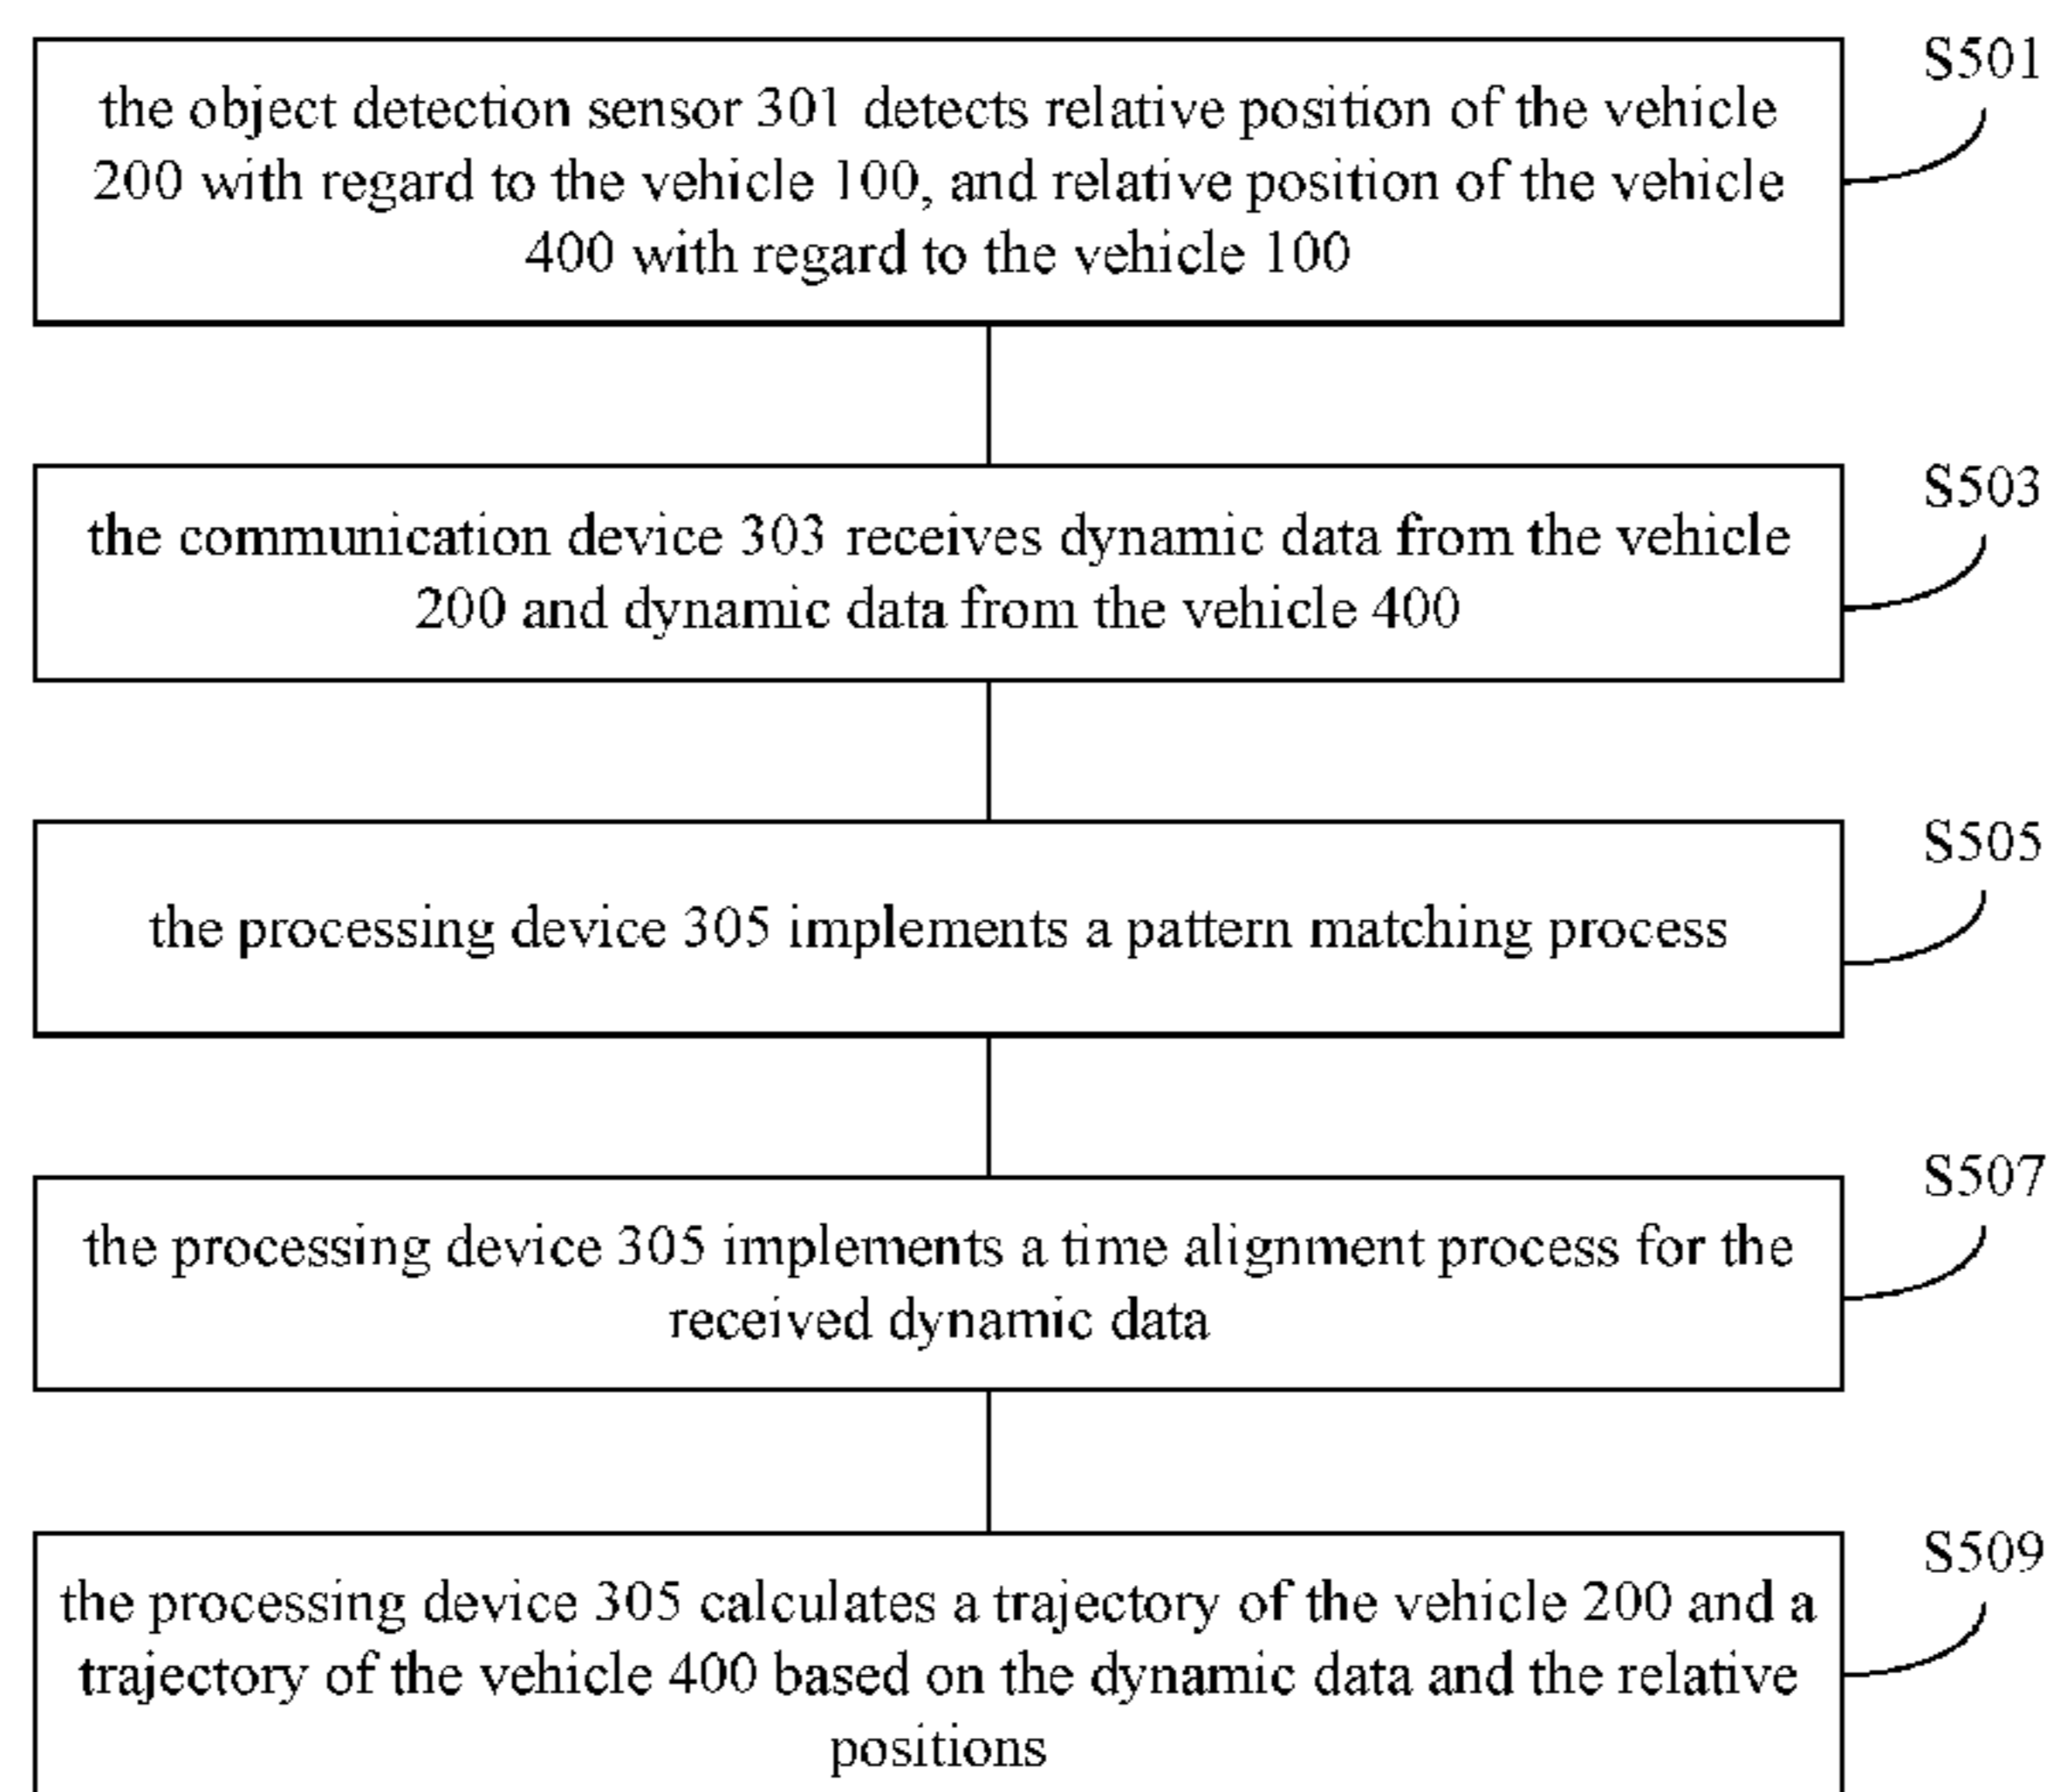 S501
the object detection sensor 301 detects relative position of the vehicle
200 with regard to the vehicle 100, and relative position of the vehicle
400 with regard to the vehicle 100
S503
the communication device 303 receives dynamic data from the vehicle
200 and dynamic data from the vehicle 400
S505
the processing device 305 implements a pattern matching process
S507
the processing device 305 implements a time alignment process for the
received dynamic data
S509
the processing device 305 calculates a trajectory of the vehicle 200 and a
trajectory of the vehicle 400 based on the dynamic data and the relative
positions